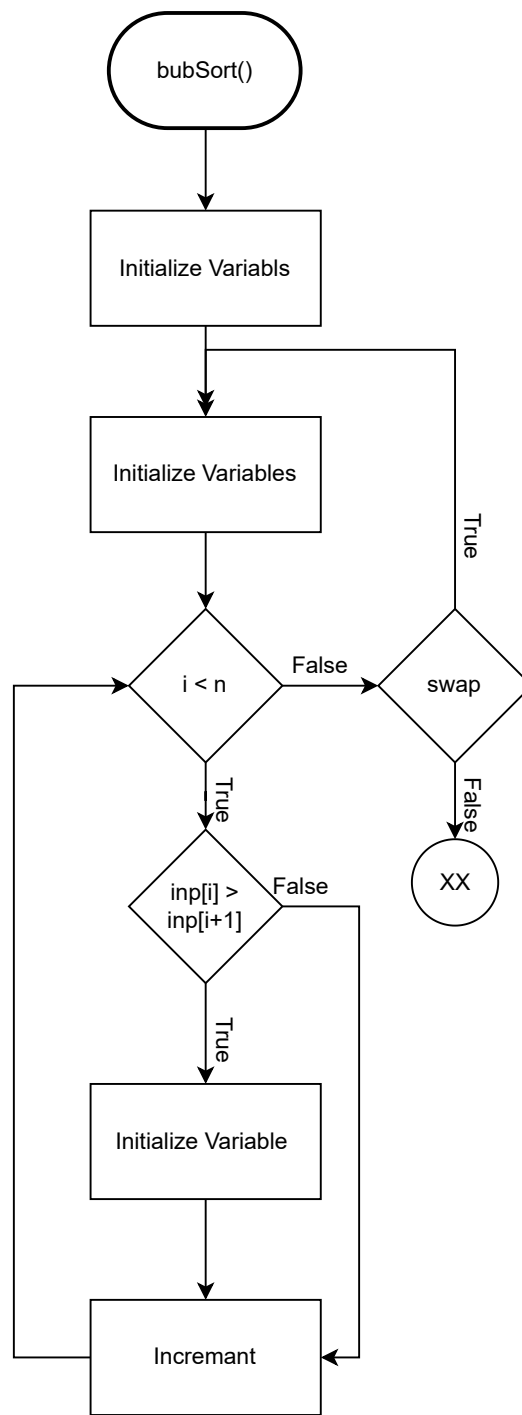 bubSort()
Initialize Variabls
Initialize Variables
True
i < n
False
swap
True
False
inp[i] >
inp[i+1]
False
XX
True
Initialize Variable
Incremant